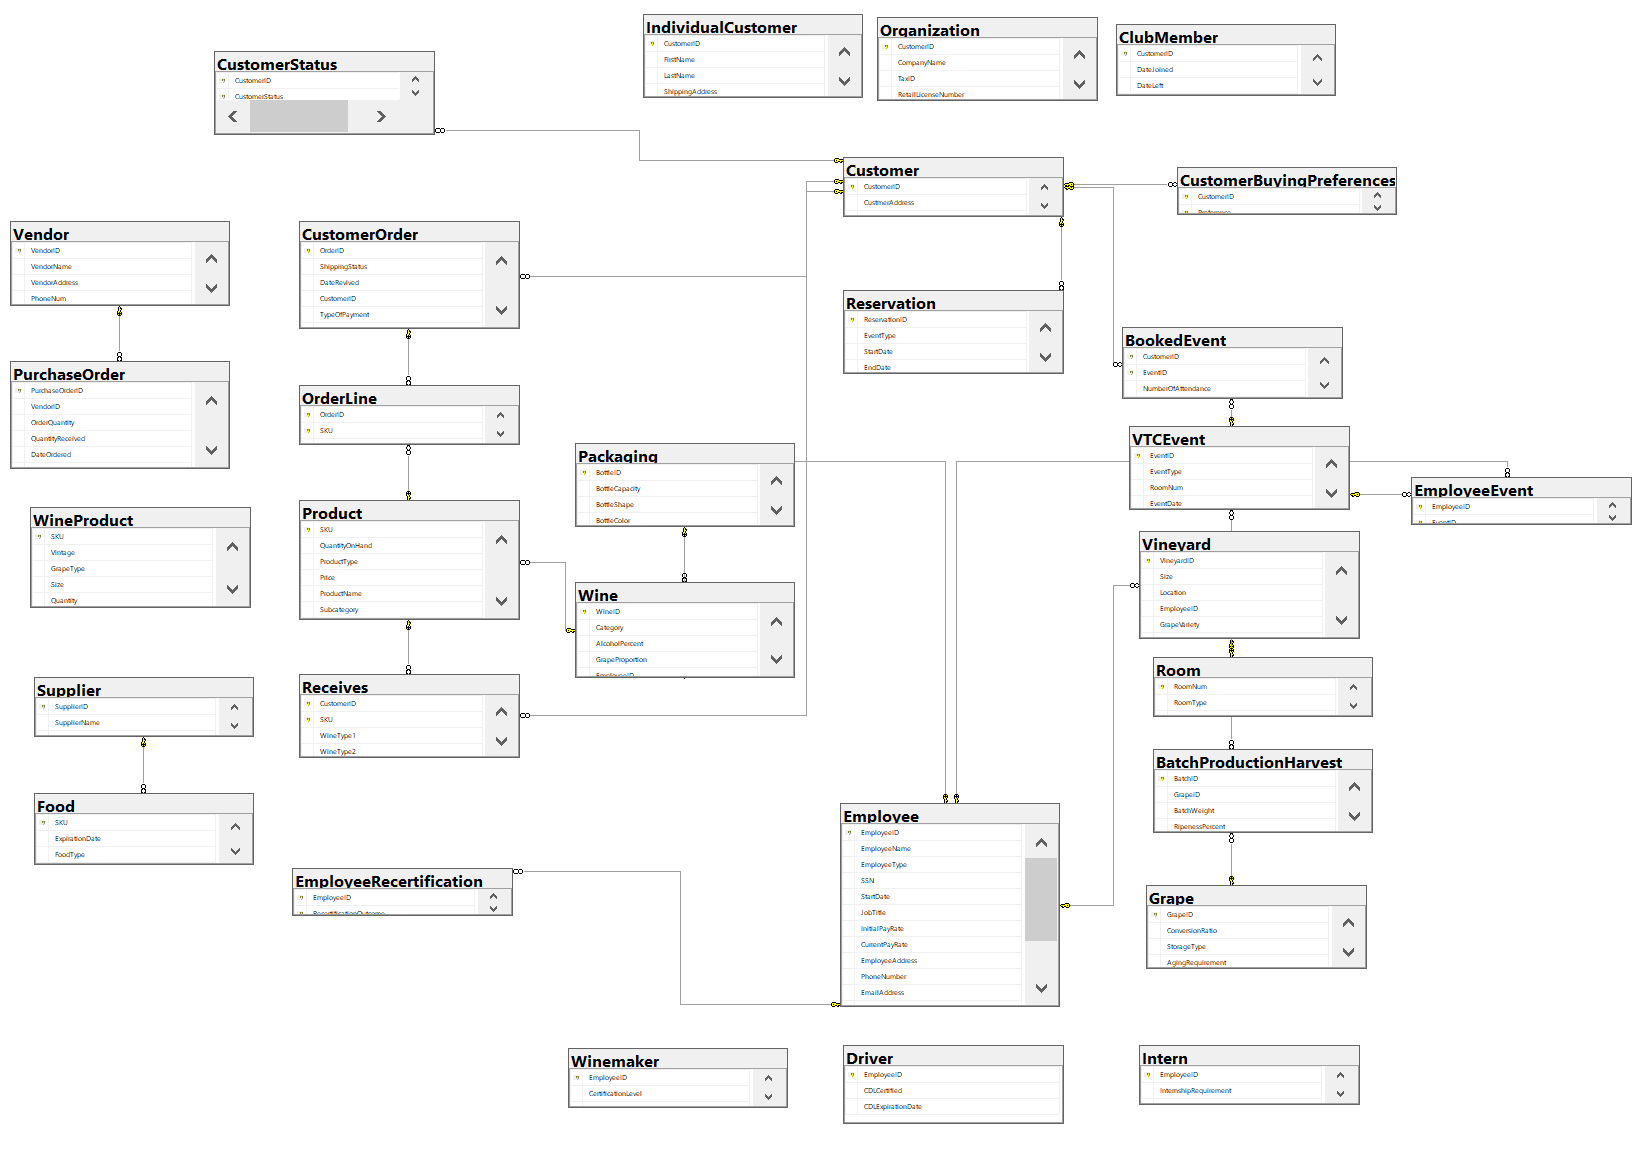 IndividualCustomer
CustomerID
FirstName
LastName
ShippingAddress
Organization
CustomerID
CompanyName
TaxID
RetailLicenseNumber
ClubMember
CustomerID
DateJoined
DateLeft
CustomerStatus
CustomerID
CustomerStatus
Customer
CustomerID
CustmerAddress
CustomerBuyingPreferences
CustomerID
Preference
Vendor
VendorID
VendorName
VendorAddress
PhoneNum
CustomerOrder
OrderID
ShippingStatus
DateRevived
CustomerID
TypeOfPayment
Reservation
ReservationID
EventType
StartDate
EndDate
BookedEvent
CustomerID
EventID
NumberOfAttendance
PurchaseOrder
PurchaseOrderID
VendorID
OrderQuantity
QuantityReceived
DateOrdered
OrderLine
OrderID
SKU
VTCEvent
EventID
EventType
RoomNum
EventDate
Packaging
BottleID
BottleCapacity
BottleShape
BottleColor
EmployeeEvent
EmployeeID
EventID
WineProduct
SKU
Vintage
GrapeType
Size
Quantity
Product
SKU
QuantityOnHand
ProductType
Price
ProductName
Subcategory
Vineyard
VineyardID
Size
Location
EmployeeID
GrapeVariety
Wine
WineID
Category
AlcoholPercent
GrapeProportion
EmployeeID
Room
RoomNum
RoomType
Supplier
SupplierID
SupplierName
Receives
CustomerID
SKU
WineType1
WineType2
BatchProductionHarvest
BatchID
GrapeID
BatchWeight
RipenessPercent
Food
SKU
ExpirationDate
FoodType
Employee
EmployeeID
EmployeeName
EmployeeType
SSN
StartDate
JobTitle
InitialPayRate
CurrentPayRate
EmployeeAddress
PhoneNumber
EmailAddress
EmployeeRecertification
EmployeeID
RecertificationOutcome
Grape
GrapeID
ConversionRatio
StorageType
AgingRequirement
Winemaker
EmployeeID
CertificationLevel
Driver
EmployeeID
CDLCertified
CDLExpirationDate
Intern
EmployeeID
InternshipRequirement